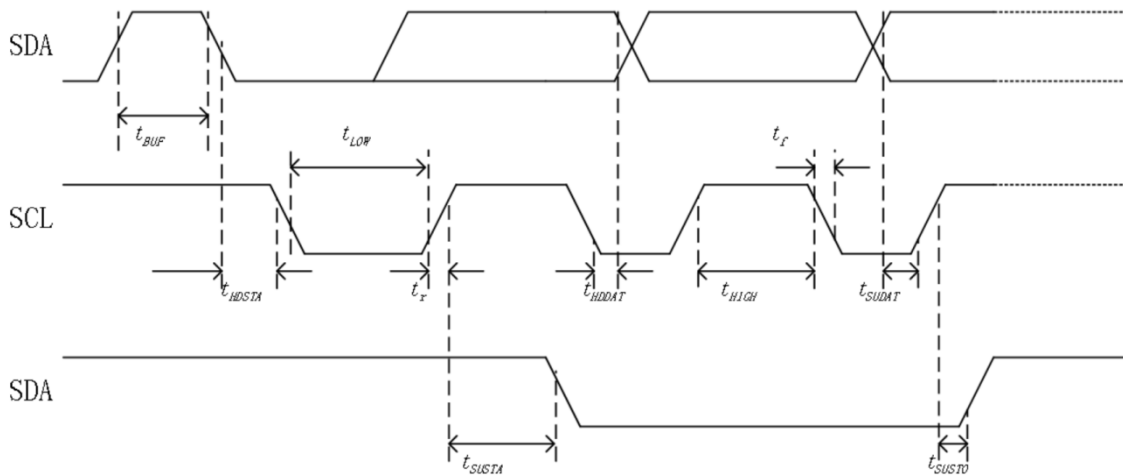 SDA
t_BUF
t_LOW
t_f
SCL
t_HDSTA
t_r
t_HDDAT
t_HIGH
t_SUDAT
SDA
t_SUSTA
t_SUSTO